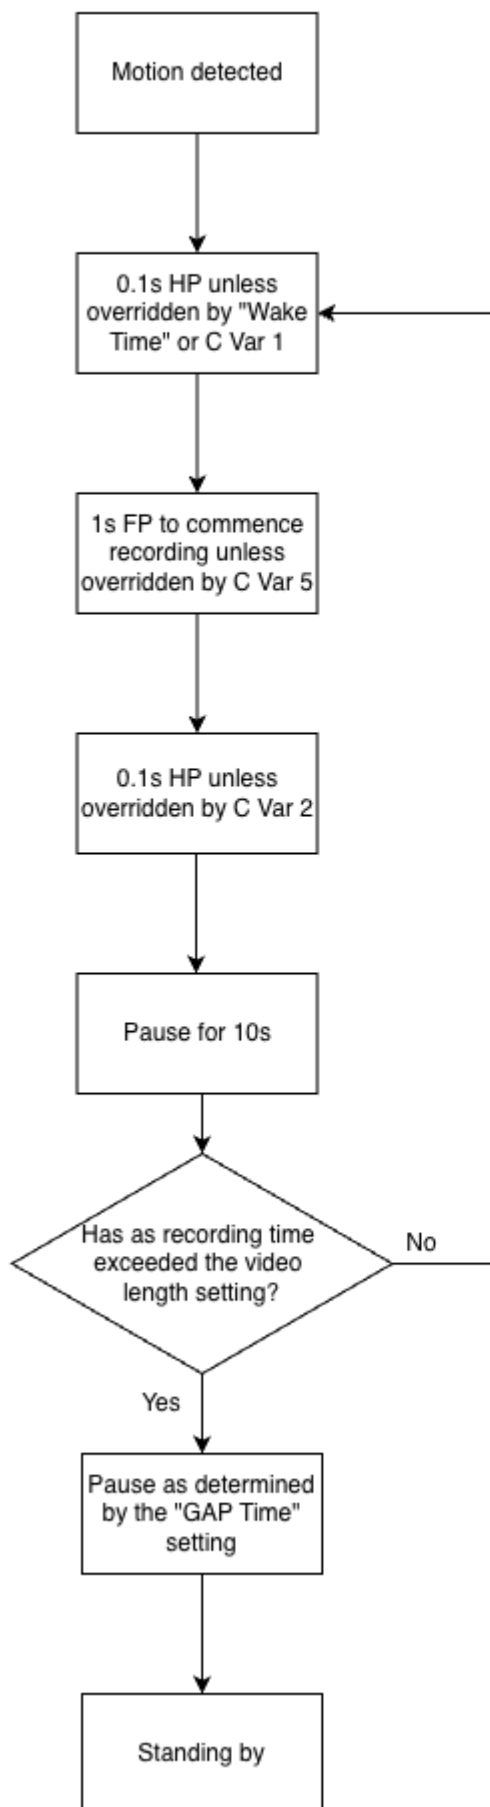 Motion detected
0.1s HP unless
overridden by "Wake
Time" or C Var 1
1s FP to commence
recording unless
overridden by C Var 5
0.1s HP unless
overridden by C Var 2
Pause for 10s
Has as recording time
exceeded the video
length setting?
No
Yes
Pause as determined
by the "GAP Time"
setting
Standing by